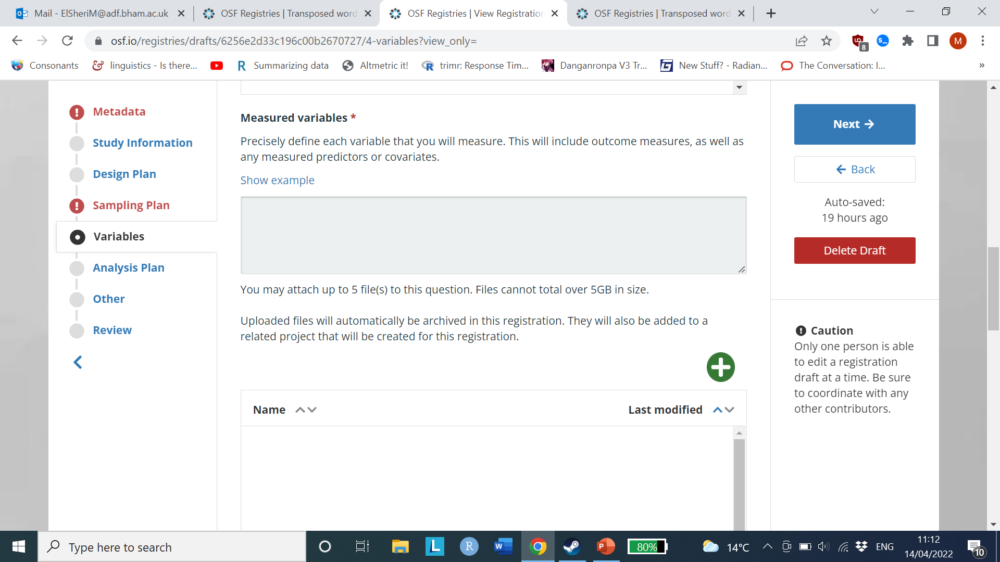 Mail - ElSheriM@adf.bham.ac.uk
OSF Registries | Transposed word
OSF Registries | View Registration
OSF Registries | Transposed word
osf.io/registries/drafts/6256e2d33c196c00b2670727/4-variables?view_only=
8
S_
M
Consonants
linguistics - Is there...
R Summarizing data
Altmetric it!
R trimr: Response Tim...
Danganronpa V3 Tr...
New Stuff? - Radian...
The Conversation: I...
»
Metadata
Study Information
Design Plan
Sampling Plan
Variables
Analysis Plan
Other
Review
Measured variables *
Precisely define each variable that you will measure. This will include outcome measures, as well as
any measured predictors or covariates.
Show example
You may attach up to 5 file(s) to this question. Files cannot total over 5GB in size.
Uploaded files will automatically be archived in this registration. They will also be added to a
related project that will be created for this registration.
Name
Last modified
Next
Back
Auto-saved:
19 hours ago
Delete Draft
Caution
Only one person is able
to edit a registration
draft at a time. Be sure
to coordinate with any
other contributors.
Type here to search
L
R
W
P
80%
14°C
ENG
11:12
14/04/2022
10